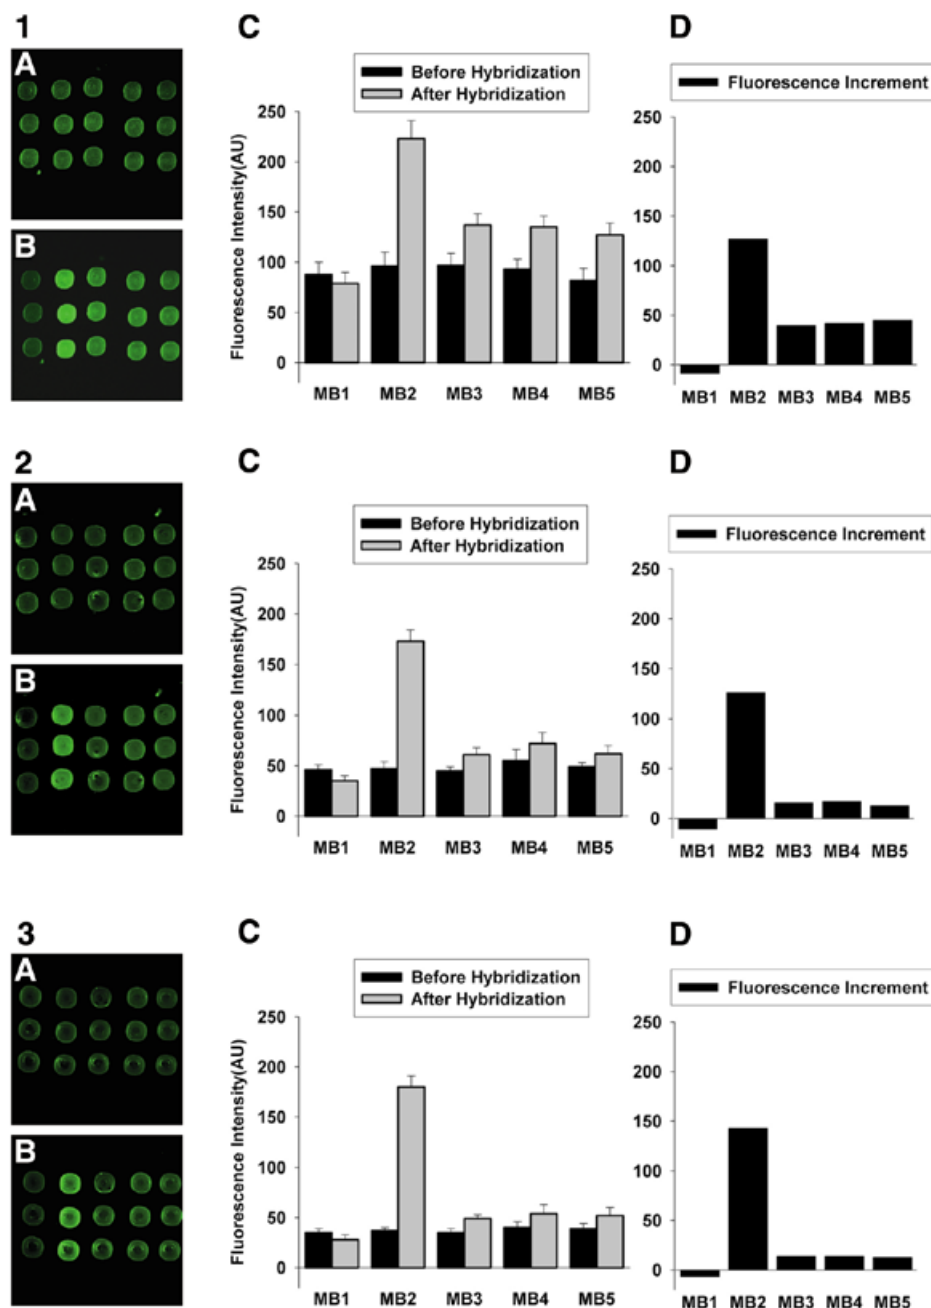 1
A
B
C
Before Hybridization
After Hybridization
Fluorescence Intensity(AU)
250
200
150
100
50
0
MB1 MB2 MB3 MB4 MB5
D
Fluorescence Increment
250
200
150
100
50
0
MB1 MB2 MB3 MB4 MB5
2
A
B
C
Before Hybridization
After Hybridization
Fluorescence Intensity(AU)
250
200
150
100
50
0
MB1 MB2 MB3 MB4 MB5
D
Fluorescence Increment
250
200
150
100
50
0
MB1 MB2 MB3 MB4 MB5
3
A
B
C
Before Hybridization
After Hybridization
Fluorescence Intensity(AU)
250
200
150
100
50
0
MB1 MB2 MB3 MB4 MB5
D
Fluorescence Increment
250
200
150
100
50
0
MB1 MB2 MB3 MB4 MB5